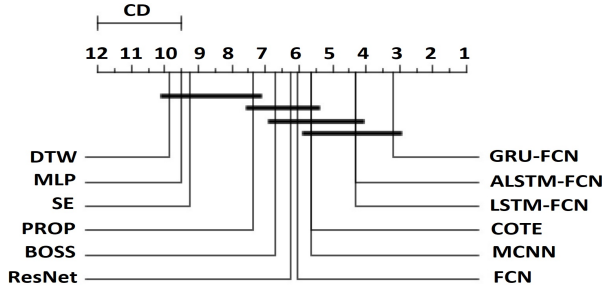 CD
12 11 10 9 8 7 6 5 4 3 2 1
DTW GRU-FCN
MLP ALSTM-FCN
SE LSTM-FCN
PROP COTE
BOSS MCNN
ResNet FCN